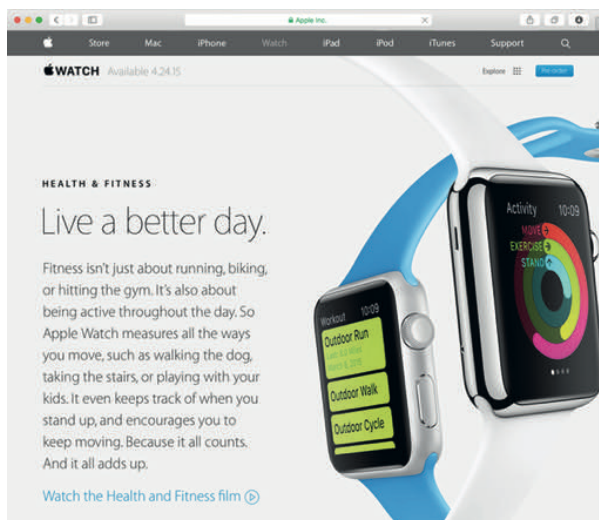 Apple Inc.
Store Mac iPhone Watch iPad iPod iTunes Support
WATCH Available 4.24.15
Explore
Pre-order
HEALTH & FITNESS
Live a better day.
Fitness isn't just about running, biking,
or hitting the gym. It's also about
being active throughout the day. So
Apple Watch measures all the ways
you move, such as walking the dog,
taking the stairs, or playing with your
kids. It even keeps track of when you
stand up, and encourages you to
keep moving. Because it all counts.
And it all adds up.
Watch the Health and Fitness film
Workout 10:09
Outdoor Run
Outdoor Walk
Outdoor Cycle
Activity 10:09
MOVE
EXERCISE
STAND